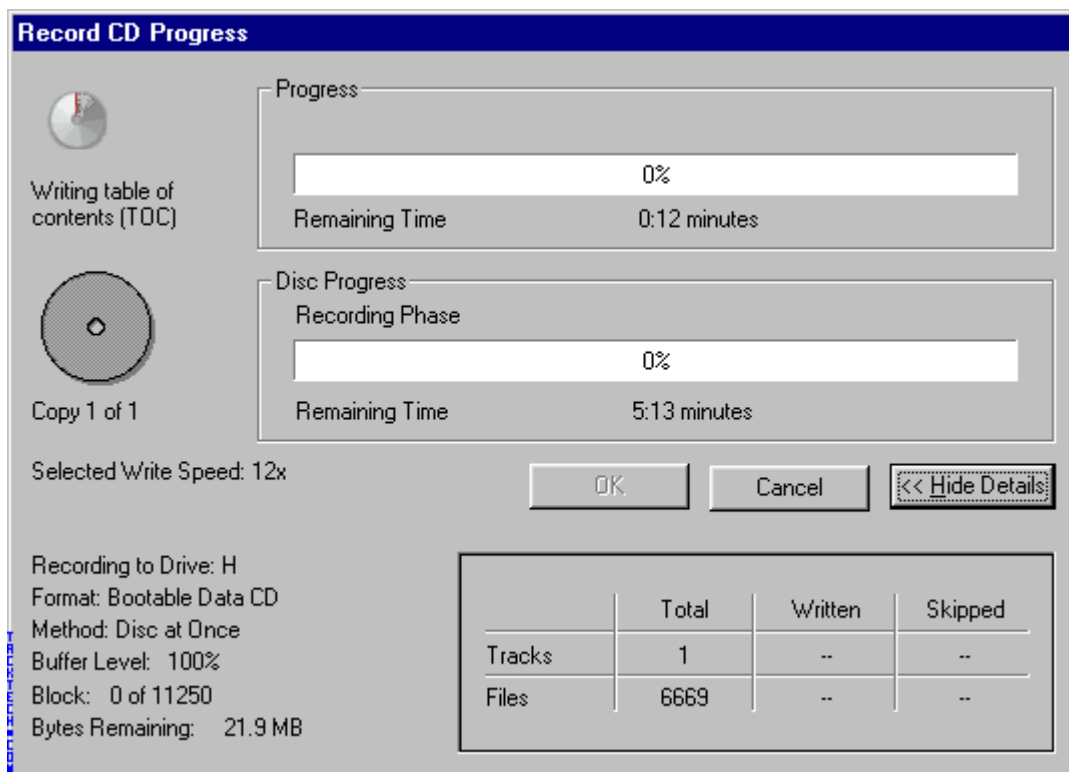 Record CD Progress
Progress
0%
Writing table of
contents (TOC)
Remaining Time 0:12 minutes
Disc Progress
Recording Phase
0%
Copy 1 of 1
Remaining Time 5:13 minutes
Selected Write Speed: 12x
OK
Cancel
<< Hide Details
Recording to Drive: H
Format: Bootable Data CD
Method: Disc at Once
Buffer Level: 100%
Block: 0 of 11250
Bytes Remaining: 21.9 MB
Total Written Skipped
Tracks 1 -- --
Files 6669 -- --